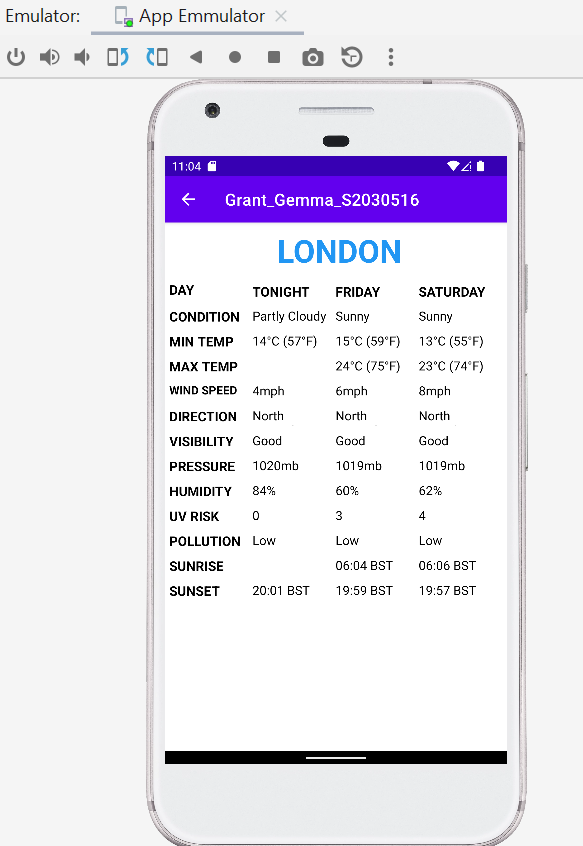 Emulator: App Emmulator
11:04
Grant_Gemma_S2030516
LONDON
DAY TONIGHT FRIDAY SATURDAY
CONDITION Partly Cloudy Sunny Sunny
MIN TEMP 14°C (57°F) 15°C (59°F) 13°C (55°F)
MAX TEMP 24°C (75°F) 23°C (74°F)
WIND SPEED 4mph 6mph 8mph
DIRECTION North North North
VISIBILITY Good Good Good
PRESSURE 1020mb 1019mb 1019mb
HUMIDITY 84% 60% 62%
UV RISK 0 3 4
POLLUTION Low Low Low
SUNRISE 06:04 BST 06:06 BST
SUNSET 20:01 BST 19:59 BST 19:57 BST